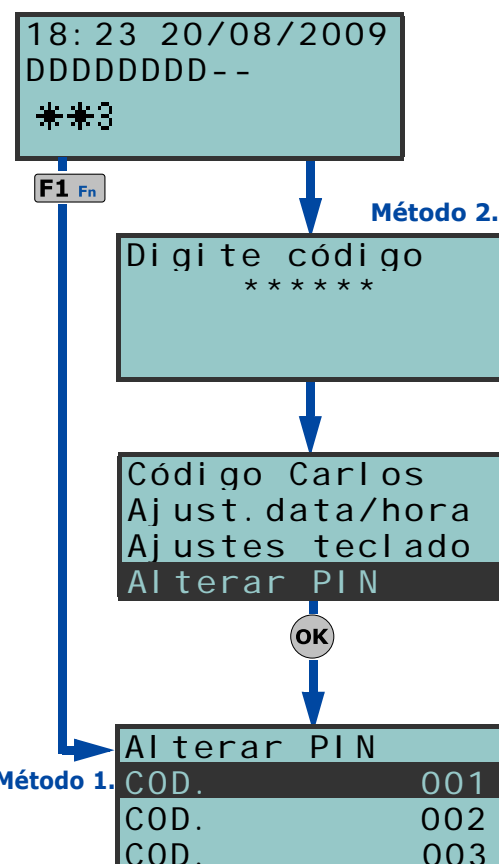 18:23 20/08/2009
DDDDDDDD--
☀☀3
F1 Fn
Método 2.
Digite código
******
Código Carlos
Ajust.data/hora
Ajustes teclado
Alterar PIN
OK
Alterar PIN
Método 1.
COD. 001
COD. 002
COD. 003